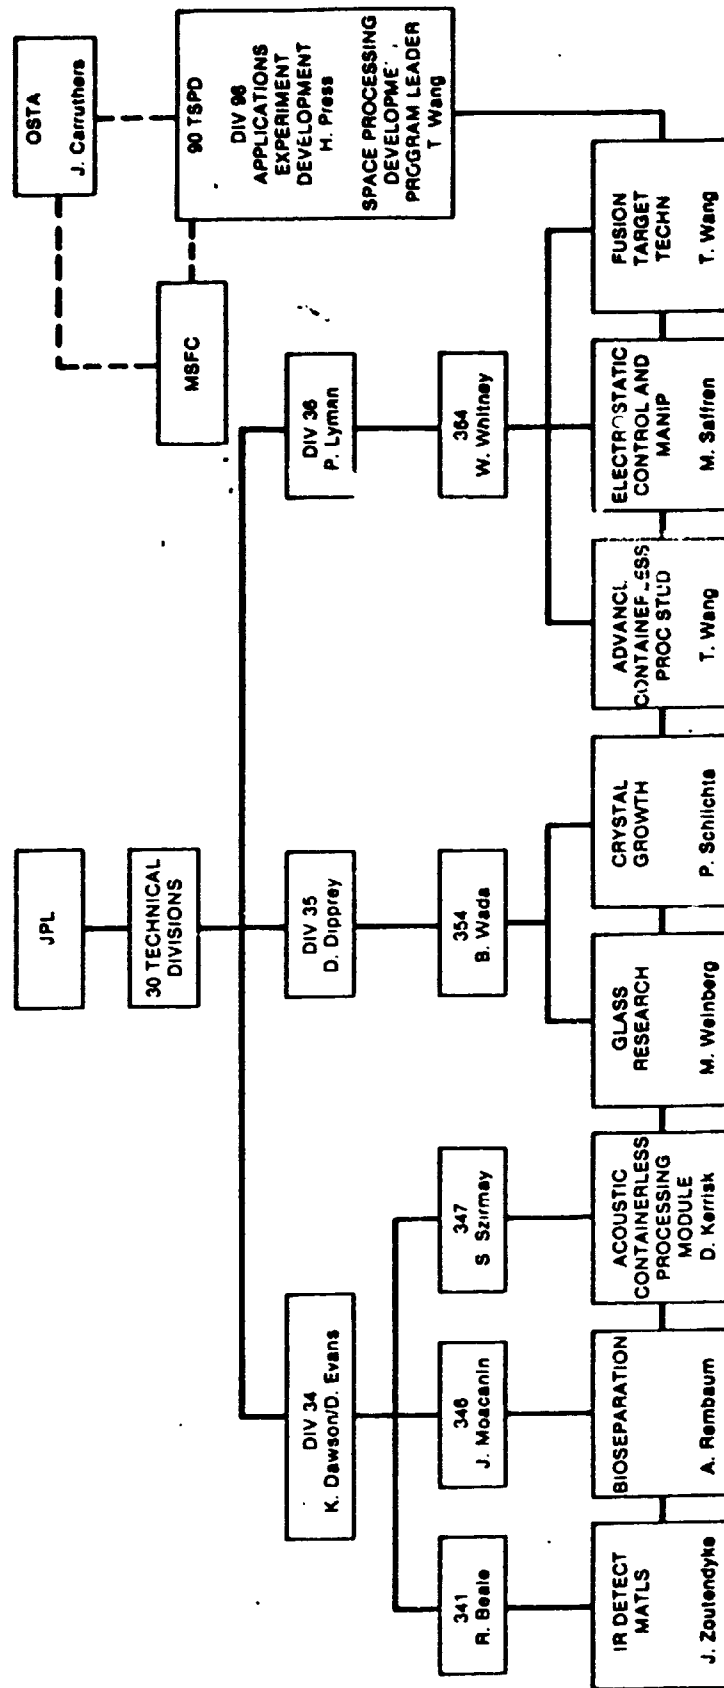 JPL
30 TECHNICAL
DIVISIONS
OSTA
J. Carruthers
MSFC
90 TSPD
DIV 96
APPLICATIONS
EXPERIMENT
DEVELOPMENT
H. Press
SPACE PROCESSING
DEVELOPME
PROGRAM LEADER
T Wang
DIV 34
K. Dawson/D. Evans
DIV 35
D. Dipprey
DIV 36
P. Lyman
341
R. Beale
346
J. Moacanin
347
S Szirmay
354
B. Wada
364
W. Whitney
IR DETECT
MATLS
J. Zoutendyke
BIOSEPARATION
A. Rembaum
ACOUSTIC
CONTAINERLESS
PROCESSING
MODULE
D. Kerrisk
GLASS
RESEARCH
M. Weinberg
CRYSTAL
GROWTH
P. Schlichta
PROC STUD
T. Wang
ELECTROSTATIC
CONTROL AND
MANIP
M. Saffren
FUSION
TARGET
TECHN
T. Wang